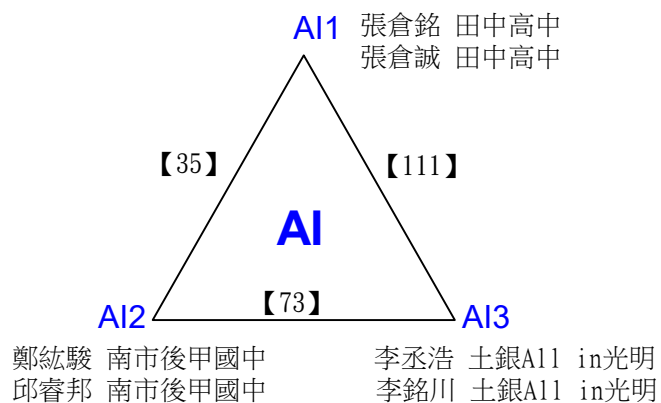 AI1 張倉銘 田中高中
張倉誠 田中高中
【35】 【111】
AI
【73】
AI2 AI3
鄭紘駿 南市後甲國中 李丞浩 土銀All in光明
邱睿邦 南市後甲國中 李銘川 土銀All in光明